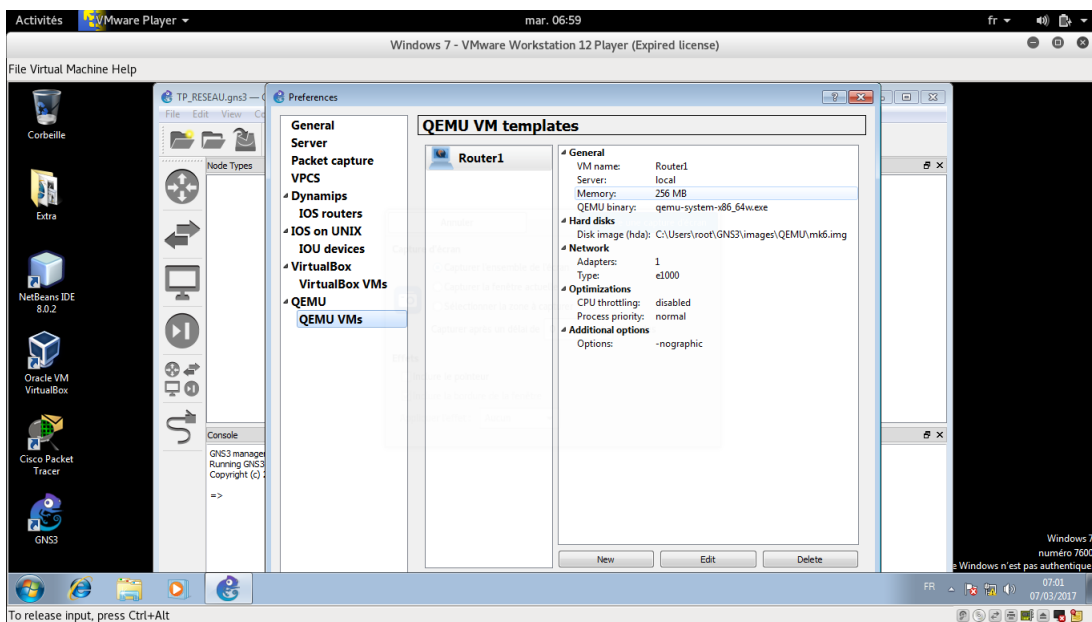 Activités VMware Player mar. 06:59 fr
Windows 7 - VMware Workstation 12 Player (Expired license)
File Virtual Machine Help
Corbeille
Extra
NetBeans IDE
8.0.2
Oracle VM
VirtualBox
Cisco Packet
Tracer
GNS3
TP_RESEAU.gns3 —
File Edit View
Node Types
Console
GNS3 manage
Running GNS3
Copyright (c)
=>
Preferences
General
Server
Packet capture
VPCS
Dynamips
IOS routers
IOS on UNIX
IOU devices
VirtualBox
VirtualBox VMs
QEMU
QEMU VMs
QEMU VM templates
Router1
General
VM name: Router1
Server: local
Memory: 256 MB
QEMU binary: qemu-system-x86_64w.exe
Hard disks
Disk image (hda): C:\Users\root\GNS3\images\QEMU\mk6.img
Network
Adapters: 1
Type: e1000
Optimizations
CPU throttling: disabled
Process priority: normal
Additional options
Options: -nographic
New Edit Delete
Windows 7
numéro 7600
e Windows n'est pas authentique
FR 07:01
07/03/2017
To release input, press Ctrl+Alt